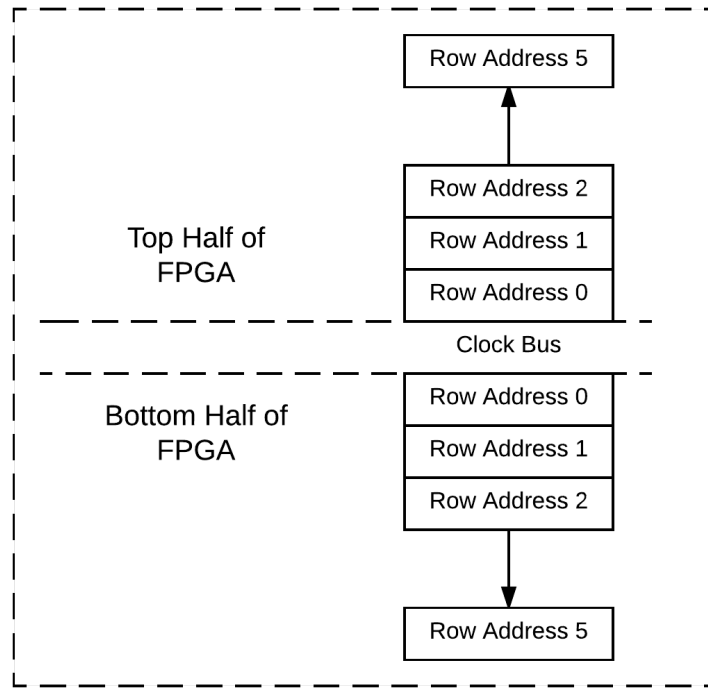 Row Address 5
Row Address 2
Row Address 1
Row Address 0
Top Half of
FPGA
Clock Bus
Row Address 0
Row Address 1
Row Address 2
Bottom Half of
FPGA
Row Address 5